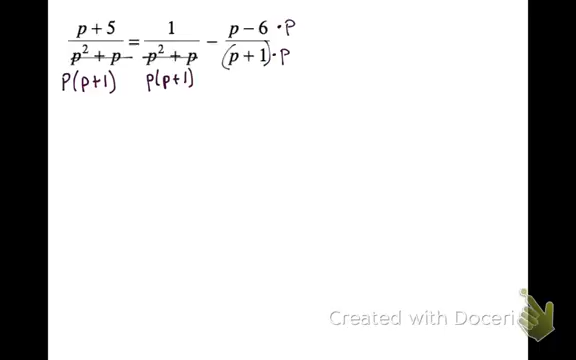 p + 5 = 1 - p - 6 · P
p² + p p² + p (p + 1) · P
P(p+1) p(p+1)
Created with Doceri